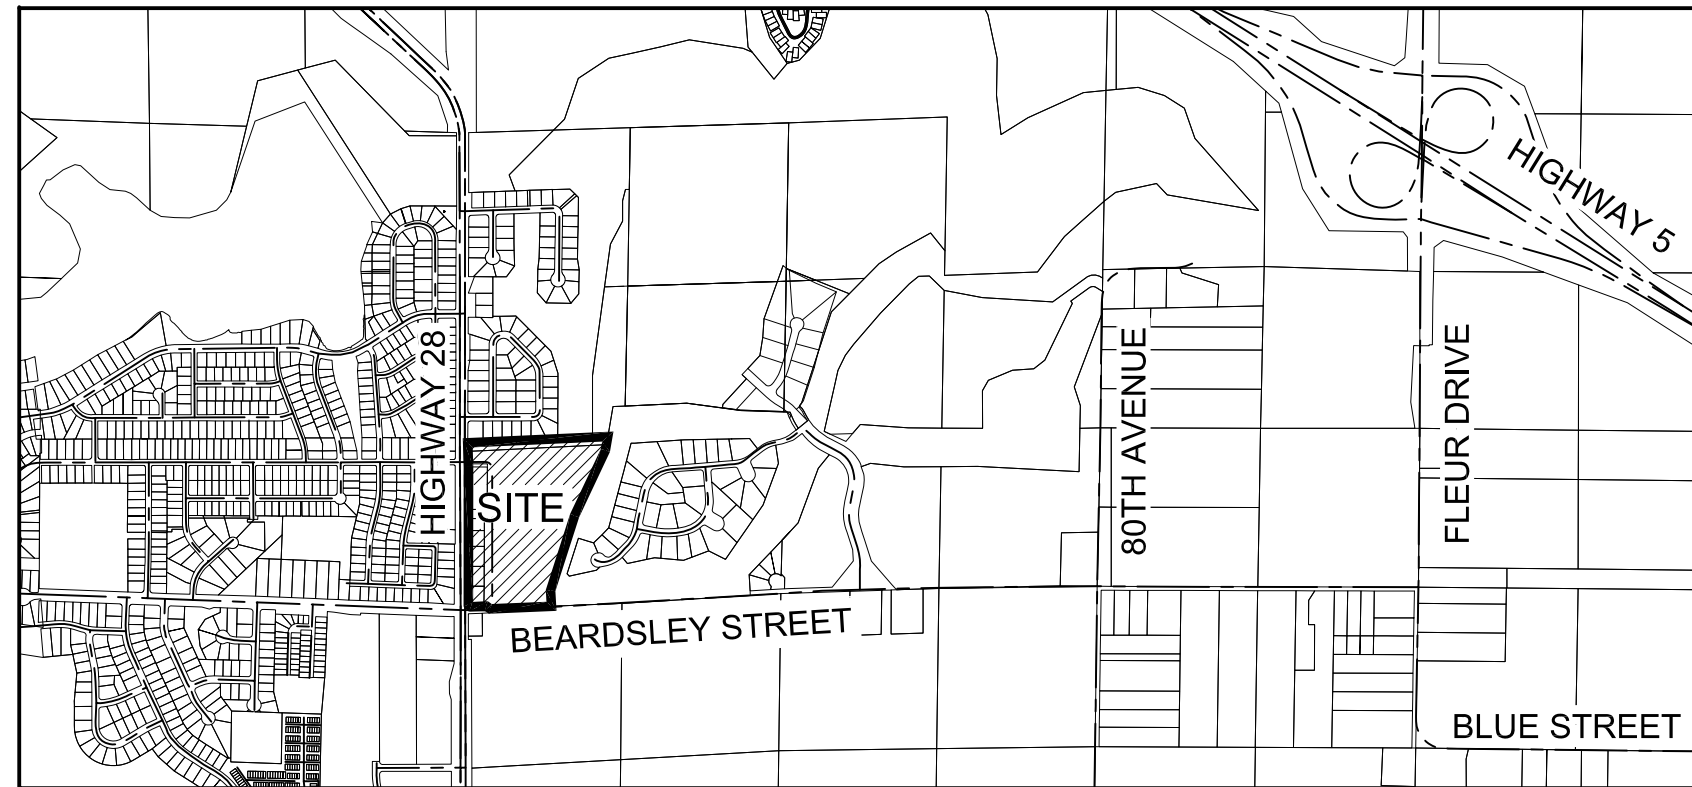 HIGHWAY 5
HIGHWAY 28
80TH AVENUE
FLEUR DRIVE
SITE
BEARDSLEY STREET
BLUE STREET